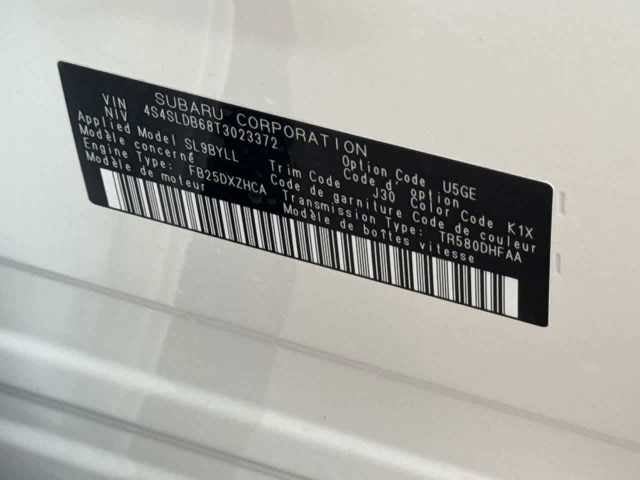 SUBARU CORPORATION
VIN
NIV 4S4SLDB68T3023372
Applied Model SL9BYLL Option Code U5GE
Modèle concerné Code d' option
Engine Type: FB25DXZHCA Trim Code J30 Color Code K1X
Modèle de moteur Code de garniture Code de couleur
Transmission Type: TR580DHFAA
Modèle de boîtes vitesse